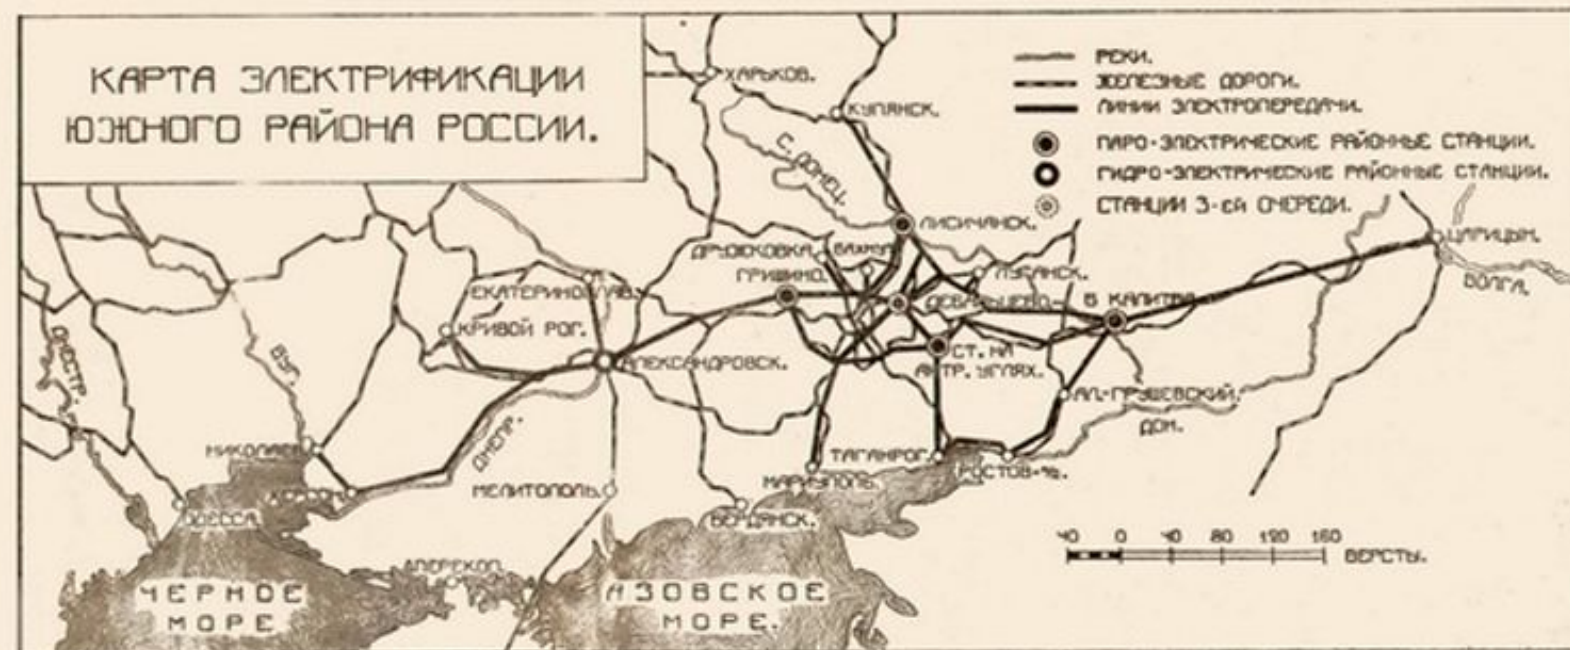 КАРТА ЭЛЕКТРИФИКАЦИИ
ЮЖНОГО РАЙОНА РОССИИ.
РЕКИ.
ЖЕЛЕЗНЫЕ ДОРОГИ.
ЛИНИИ ЭЛЕКТРОПЕРЕДАЧИ.
ПАРО-ЭЛЕКТРИЧЕСКИЕ РАЙОННЫЕ СТАНЦИИ.
ГИДРО-ЭЛЕКТРИЧЕСКИЕ РАЙОННЫЕ СТАНЦИИ.
СТАНЦИИ 3-ЕЙ ОЧЕРЕДИ.
ХАРЬКОВ.
КУПЯНСК.
С. ДОНЕЦ.
ЛИСИЧАНСК.
ЦАРИЦЫН.
ДРУЖКОВКА.
БАХМУТ
ГРИШИНО.
ЛУГАНСК.
ВОЛГА.
ЕКАТЕРИНОСЛАВ.
ДЕБАЛЬЦЕВО.
Б КАЛИТВА
КРИВОЙ РОГ.
ДНЕСТР.
БУГ.
АЛЕКСАНДРОВСК.
СТ. НА
АНТР. УГЛЯХ.
АЛ.-ГРУШЕВСКИЙ.
ДОН.
ДНЕПР.
НИКОЛАЕВ
ТАГАНРОГ.
РОСТОВ-Н/Д.
МАРИУПОЛЬ.
ХЕРСОН
МЕЛИТОПОЛЬ.
ОДЕССА.
БЕРДЯНСК.
40 0 40 80 120 160
ВЕРСТЫ.
ПЕРЕКОП.
ЧЕРНОЕ
МОРЕ
АЗОВСКОЕ
МОРЕ.